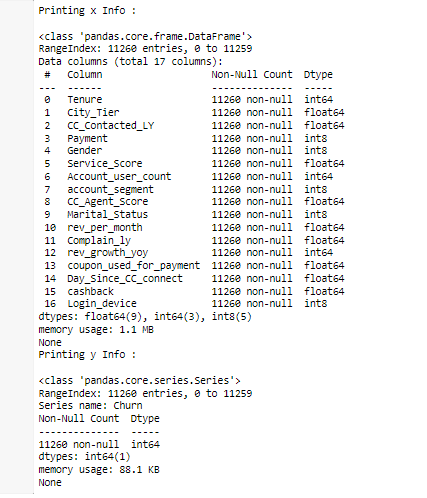 Printing x Info :
<class 'pandas.core.frame.DataFrame'>
RangeIndex: 11260 entries, 0 to 11259
Data columns (total 17 columns):
 #   Column                   Non-Null Count  Dtype
---  ------                   --------------  -----
 0   Tenure                   11260 non-null  int64
 1   City_Tier                11260 non-null  float64
 2   CC_Contacted_LY          11260 non-null  float64
 3   Payment                  11260 non-null  int8
 4   Gender                   11260 non-null  int8
 5   Service_Score            11260 non-null  float64
 6   Account_user_count       11260 non-null  int64
 7   account_segment          11260 non-null  int8
 8   CC_Agent_Score           11260 non-null  float64
 9   Marital_Status           11260 non-null  int8
 10  rev_per_month            11260 non-null  float64
 11  Complain_ly              11260 non-null  float64
 12  rev_growth_yoy           11260 non-null  int64
 13  coupon_used_for_payment  11260 non-null  float64
 14  Day_Since_CC_connect     11260 non-null  float64
 15  cashback                 11260 non-null  float64
 16  Login_device             11260 non-null  int8
dtypes: float64(9), int64(3), int8(5)
memory usage: 1.1 MB
None
Printing y Info :
<class 'pandas.core.series.Series'>
RangeIndex: 11260 entries, 0 to 11259
Series name: Churn
Non-Null Count  Dtype
--------------  -----
11260 non-null  int64
dtypes: int64(1)
memory usage: 88.1 KB
None